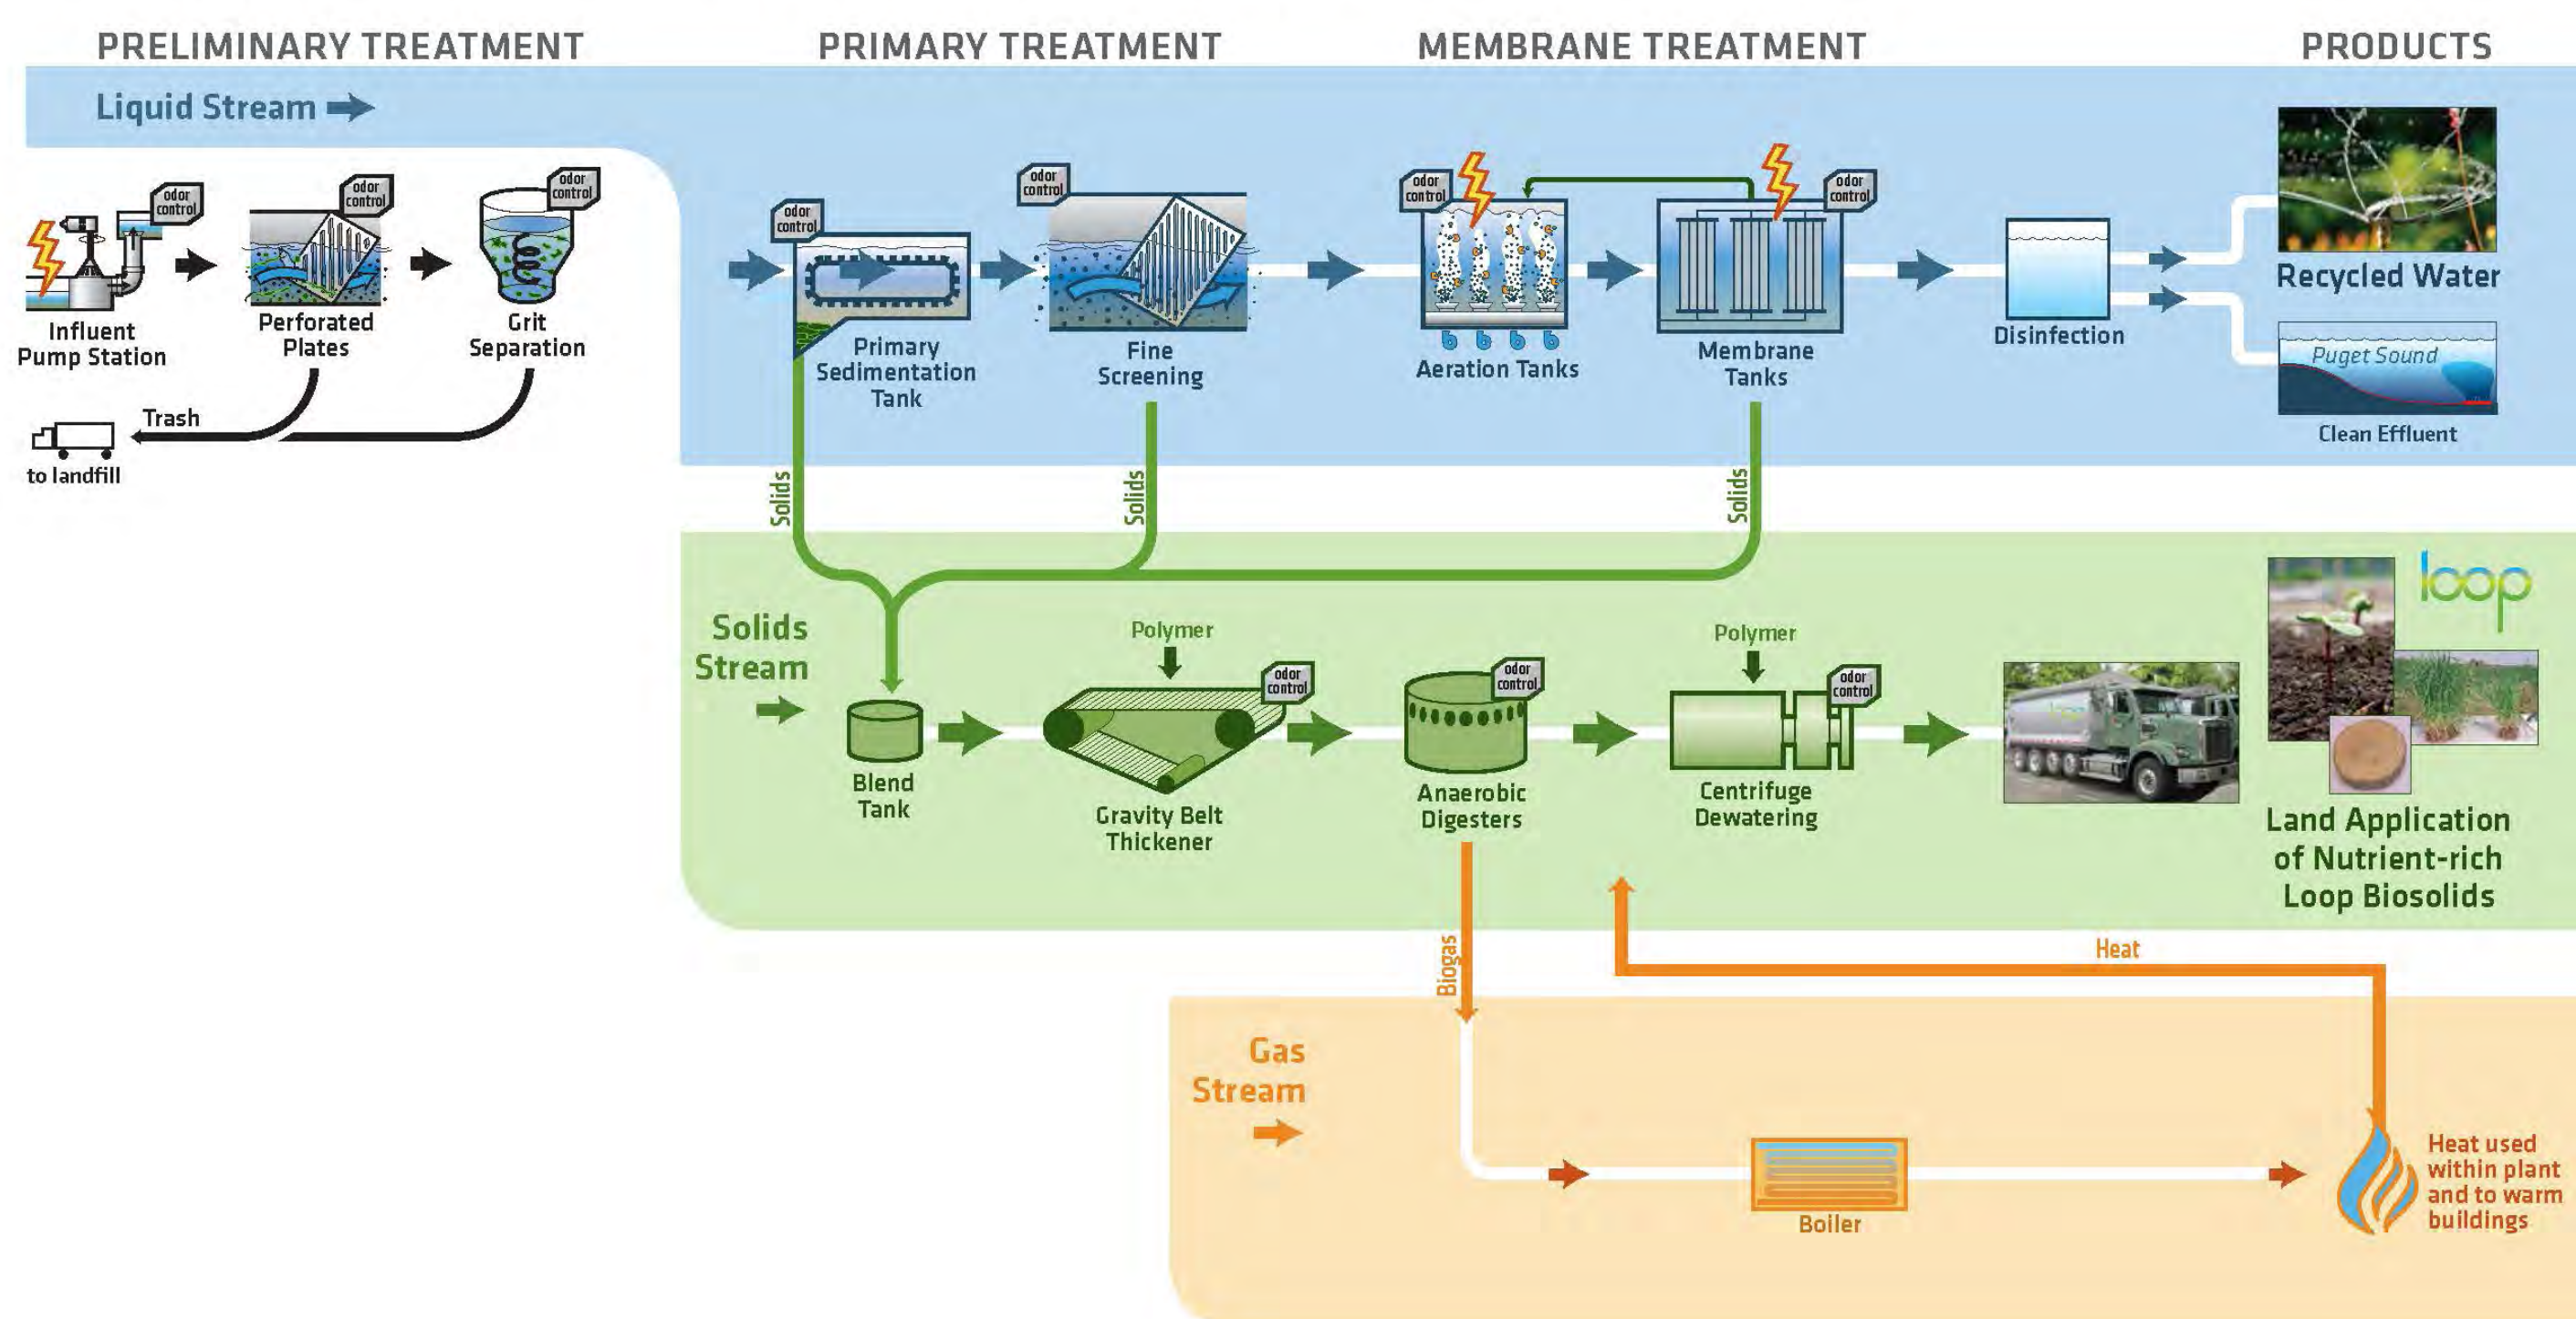 PRELIMINARY TREATMENT
PRIMARY TREATMENT
MEMBRANE TREATMENT
PRODUCTS
Liquid Stream
odor
control
odor
control
odor
control
Influent
Pump Station
Perforated
Plates
Grit
Separation
Trash
to landfill
odor
control
odor
control
odor
control
odor
control
Primary
Sedimentation
Tank
Fine
Screening
Aeration Tanks
Membrane
Tanks
Disinfection
Recycled Water
Puget Sound
Clean Effluent
Solids
Solids
Solids
Solids
Stream
Polymer
Polymer
odor
control
odor
control
odor
control
Blend
Tank
Gravity Belt
Thickener
Anaerobic
Digesters
Centrifuge
Dewatering
loop
loop
Land Application
of Nutrient-rich
Loop Biosolids
Biogas
Heat
Gas
Stream
Boiler
Heat used
within plant
and to warm
buildings